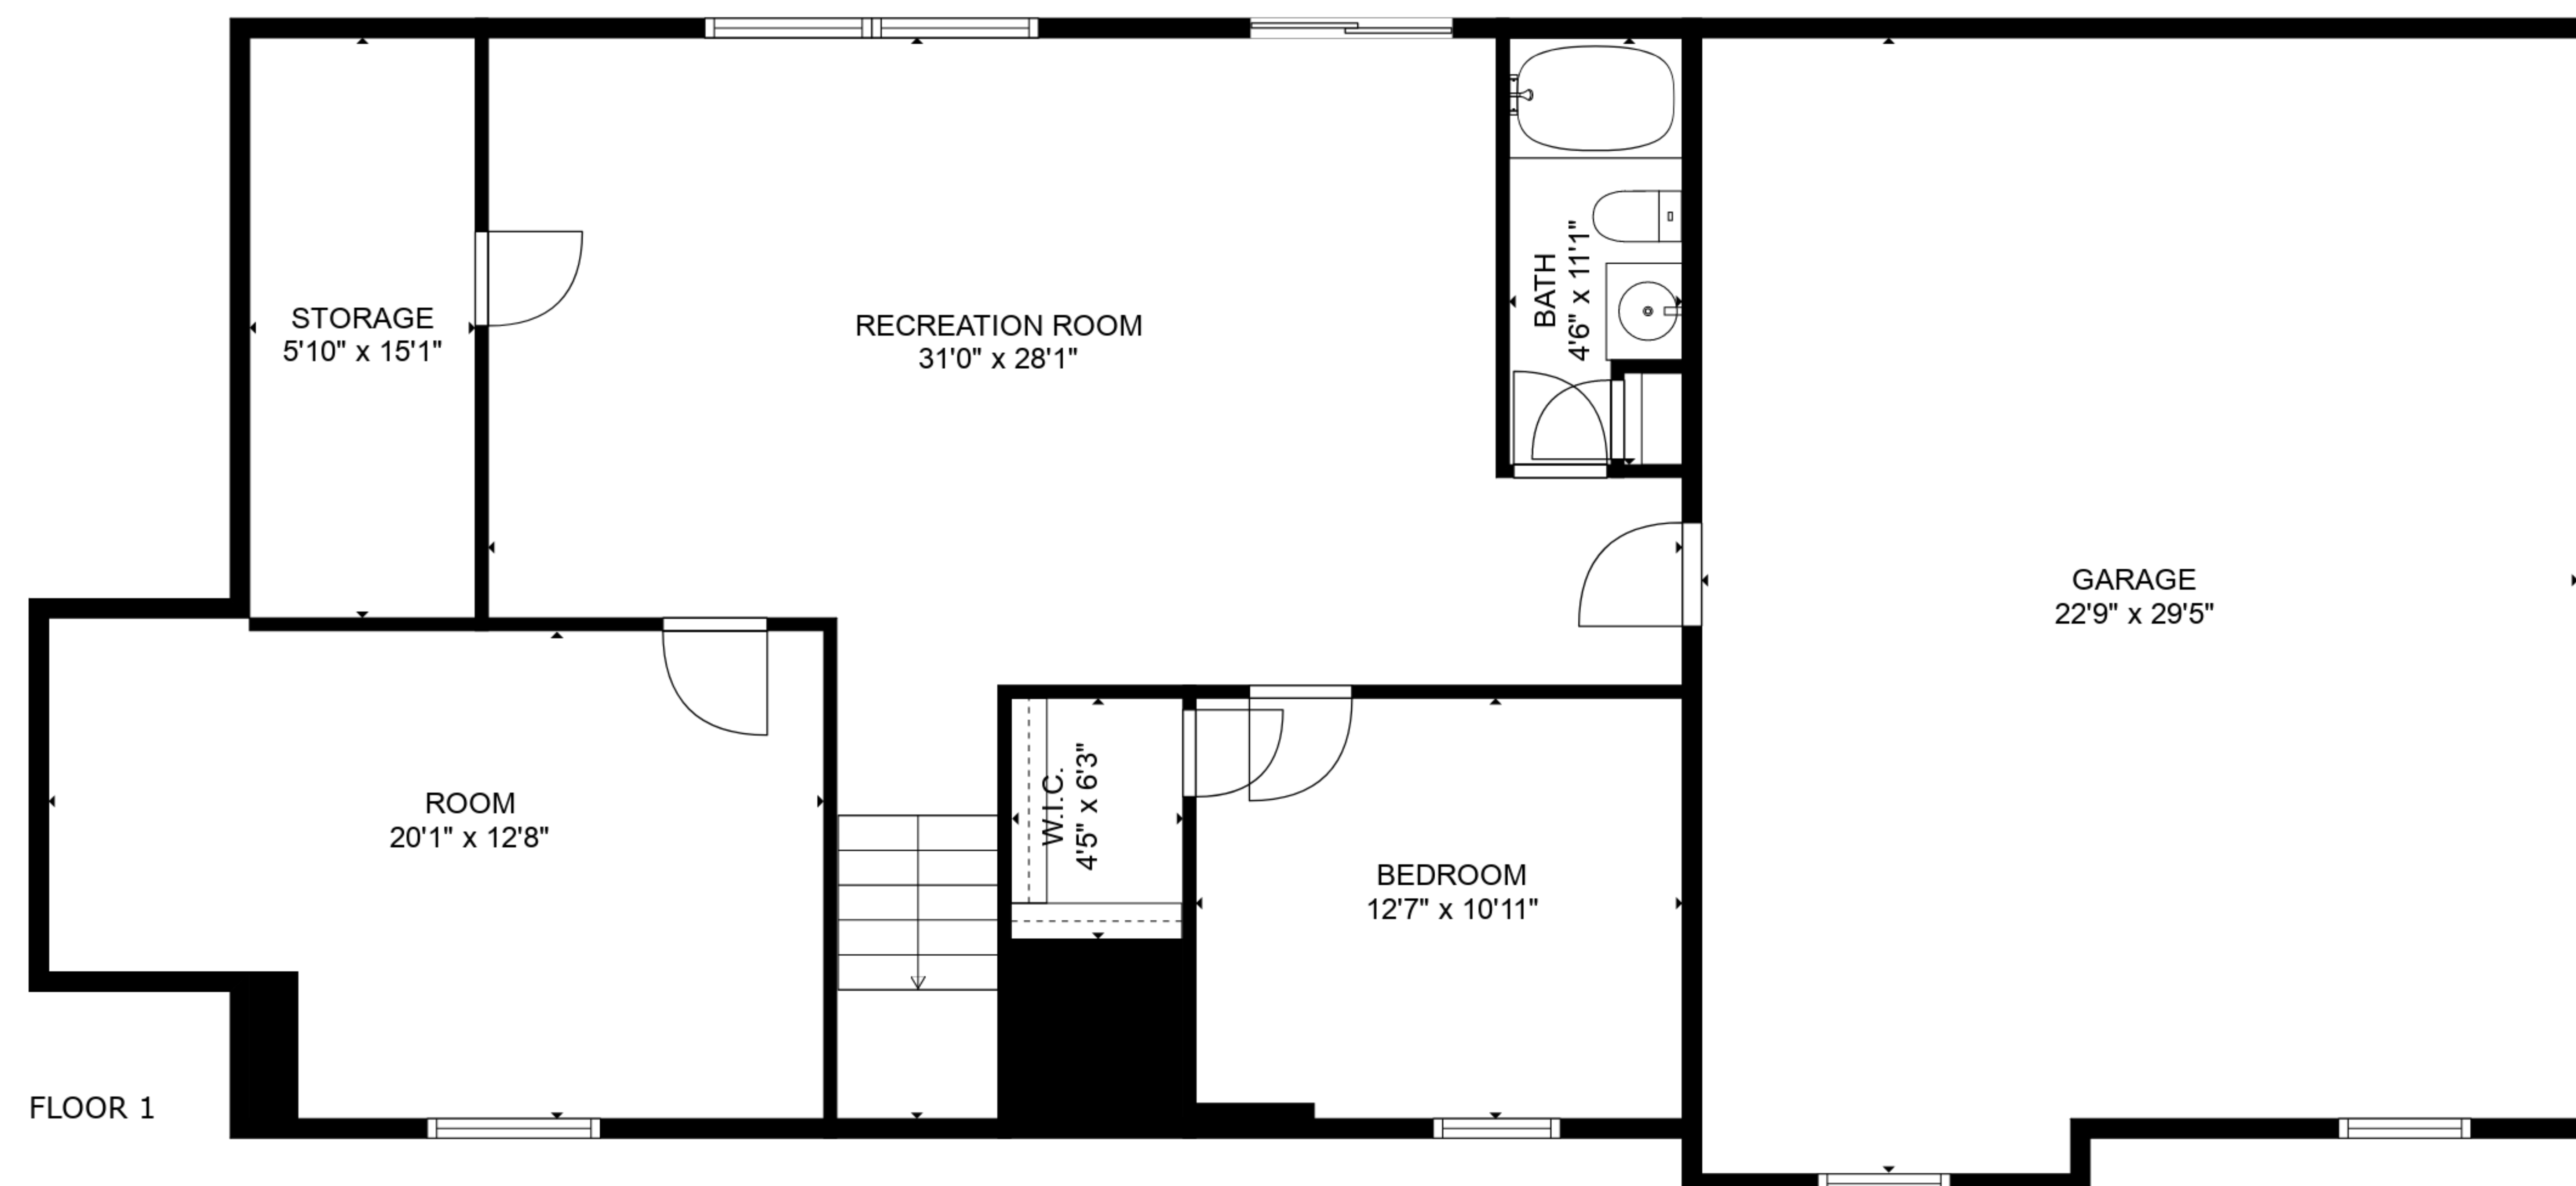 STORAGE
5'10" x 15'1"
RECREATION ROOM
31'0" x 28'1"
BATH
4'6" x 11'1"
GARAGE
22'9" x 29'5"
ROOM
20'1" x 12'8"
W.I.C.
4'5" x 6'3"
BEDROOM
12'7" x 10'11"
FLOOR 1